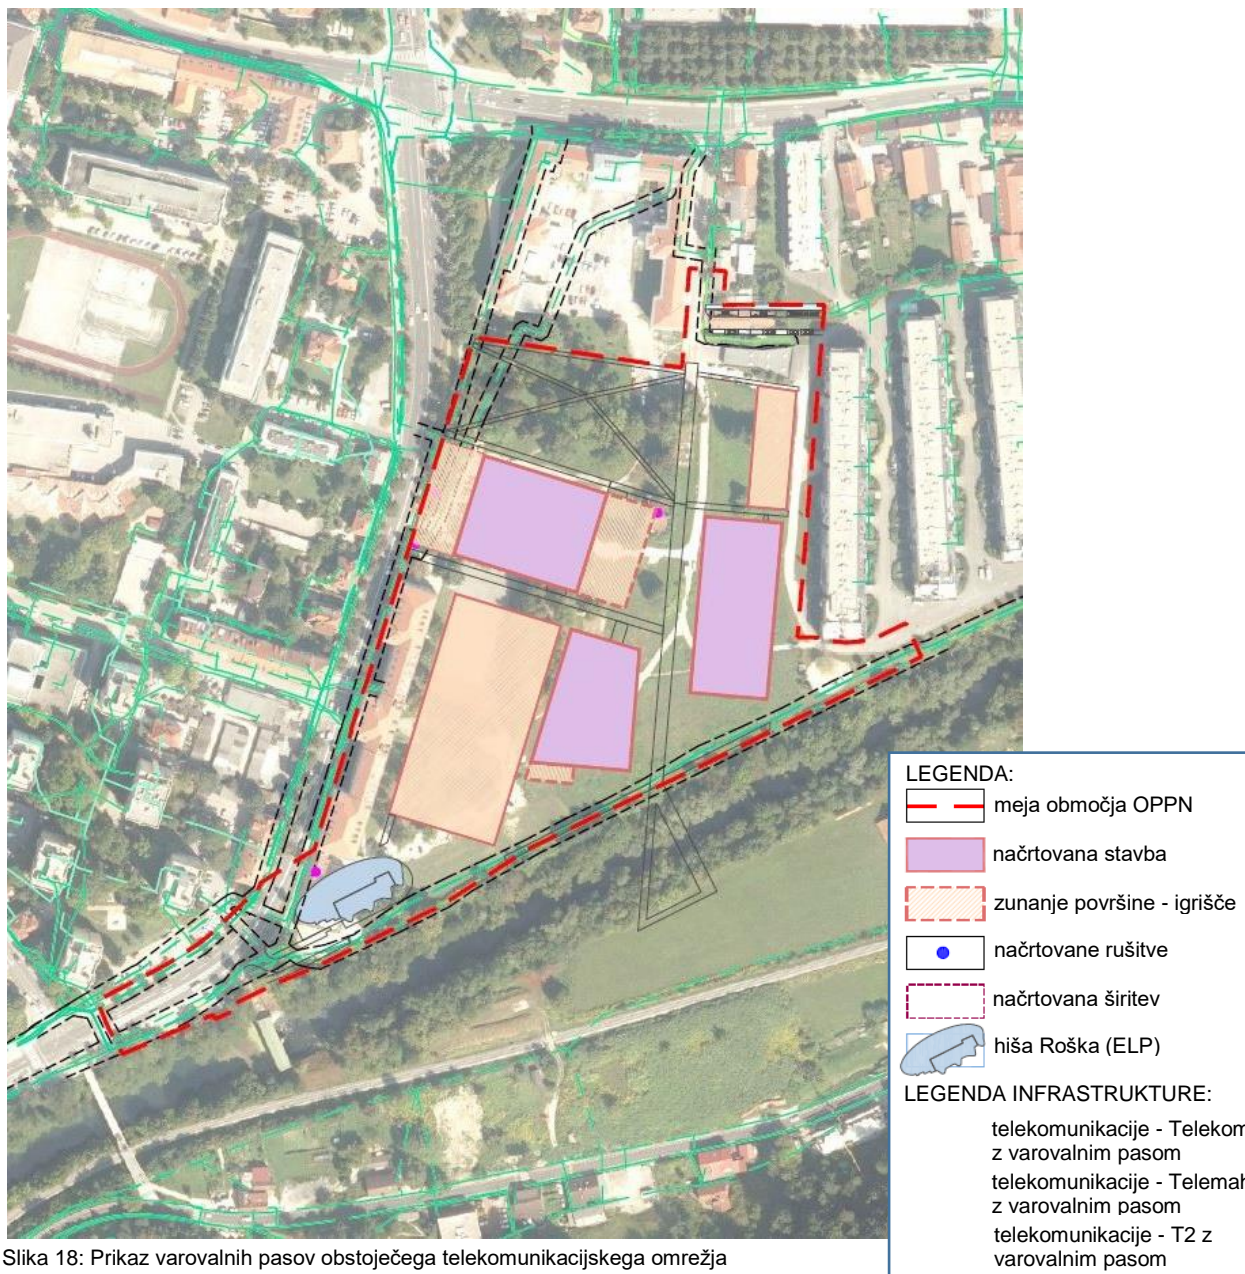 LEGENDA:
meja območja OPPN
načrtovana stavba
zunanje površine - igrišče
načrtovane rušitve
načrtovana širitev
hiša Roška (ELP)
LEGENDA INFRASTRUKTURE:
telekomunikacije - Telekom
z varovalnim pasom
telekomunikacije - Telemah
z varovalnim pasom
telekomunikacije - T2 z
varovalnim pasom
Slika 18: Prikaz varovalnih pasov obstoječega telekomunikacijskega omrežja